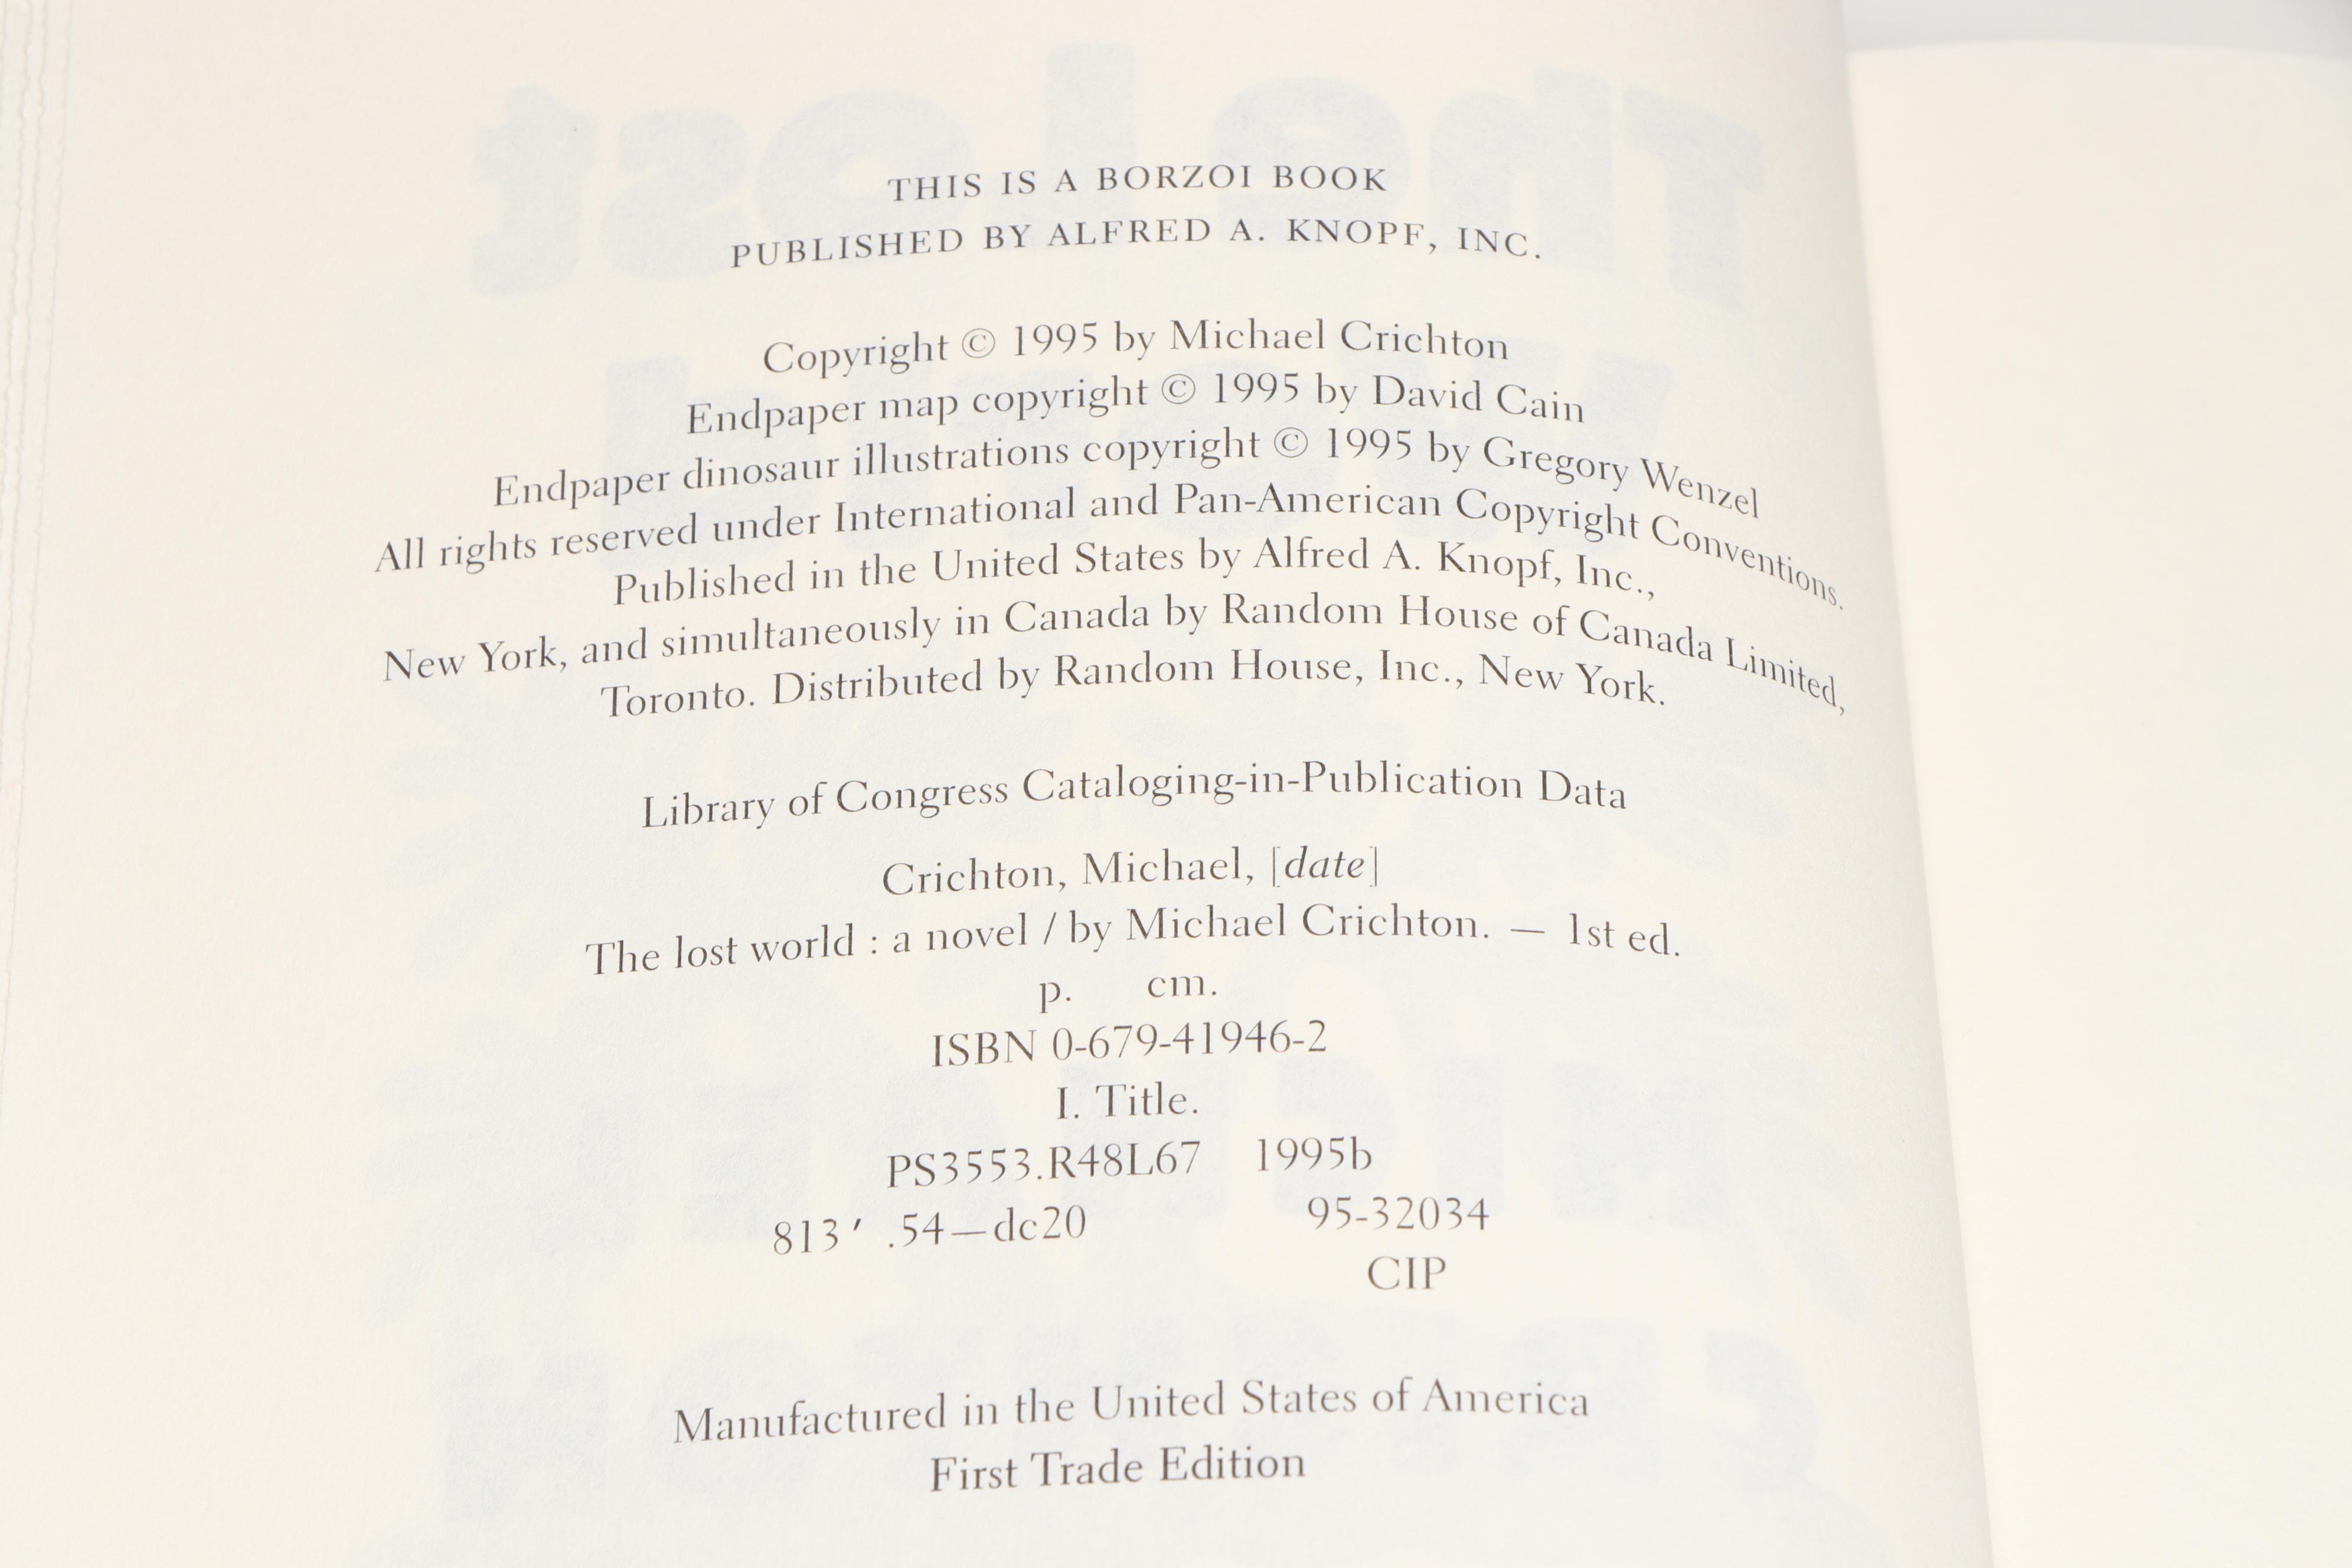 THIS IS A BORZOI BOOK
PUBLISHED BY ALFRED A. KNOPF, INC.
Copyright © 1995 by Michael Crichton
Endpaper map copyright © 1995 by David Cain
Endpaper dinosaur illustrations copyright © 1995 by Gregory Wenzel
All rights reserved under International and Pan-American Copyright Conventions.
Published in the United States by Alfred A. Knopf, Inc.,
New York, and simultaneously in Canada by Random House of Canada Limited,
Toronto. Distributed by Random House, Inc., New York.
Library of Congress Cataloging-in-Publication Data
Crichton, Michael, [date]
The lost world : a novel / by Michael Crichton. — 1st ed.
p. cm.
ISBN 0-679-41946-2
I. Title.
PS3553.R48L67 1995b
813′ .54—dc20 95-32034
CIP
Manufactured in the United States of America
First Trade Edition